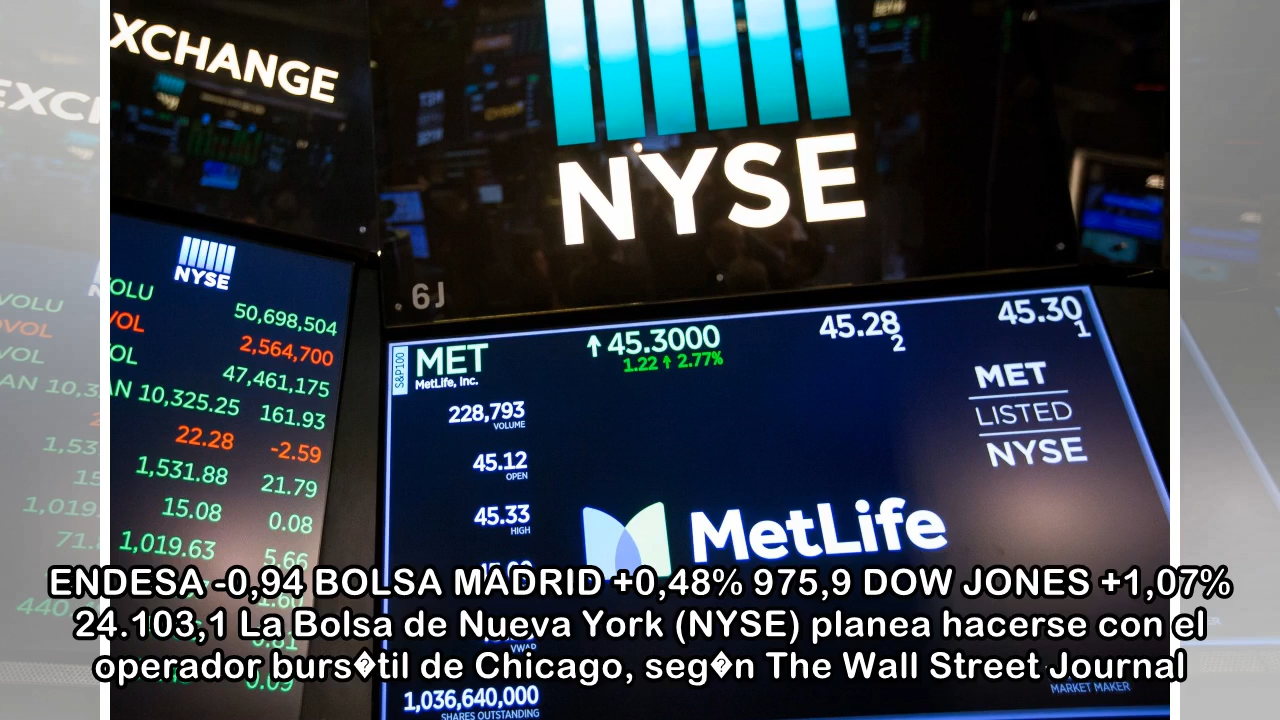 XCHANGE
NYSE
NYSE
VOLU 50,698,504
VOL 2,564,700
VOL 47,461,175
AN 10,325.25 161.93
22.28 -2.59
1,531.88 21.79
15.08 0.08
1,019.63 5.66
S&P100
MET
MetLife, Inc.
↑45.3000
1.22 ↑ 2.77%
45.28
2
45.30
1
228,793
VOLUME
45.12
OPEN
45.33
HIGH
MET
LISTED
NYSE
MetLife
ENDESA -0,94 BOLSA MADRID +0,48% 975,9 DOW JONES +1,07%
24.103,1 La Bolsa de Nueva York (NYSE) planea hacerse con el
operador burs�til de Chicago, seg�n The Wall Street Journal
1,036,640,000
SHARES OUTSTANDING
MARKET MAKER